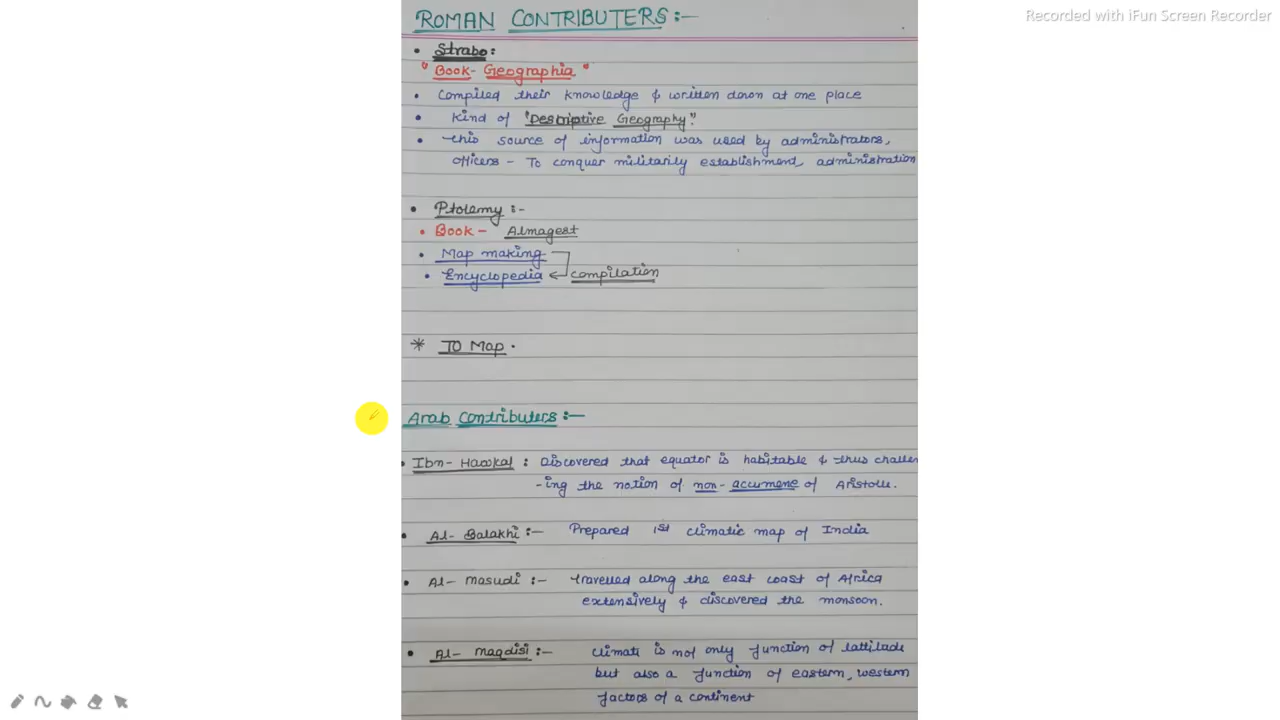 Recorded with iFun Screen Recorder
ROMAN CONTRIBUTERS:-
• Strabo:
"Book- Geographia"
• Compiled their knowledge & written down at one place
• Kind of "Descriptive Geography"
• This source of information was used by administrators,
officers - To conquer militarily establishment, administration
• Ptolemy :-
• Book - Almagest
• Map making
• Encyclopedia ← compilation
* TO Map.
Arab Contributers:-
• Ibn- Hawkal : Discovered that equator is habitable & thus challen
-ing the notion of non- accumene of Aristotle.
• Al- Balakhi :- Prepared 1st climatic map of India
• Al- masudi :- travelled along the east coast of Africa
extensively & discovered the monsoon.
• Al- maqdisi :- climate is not only function of lattitude
but also a function of eastern, western
factors of a continent